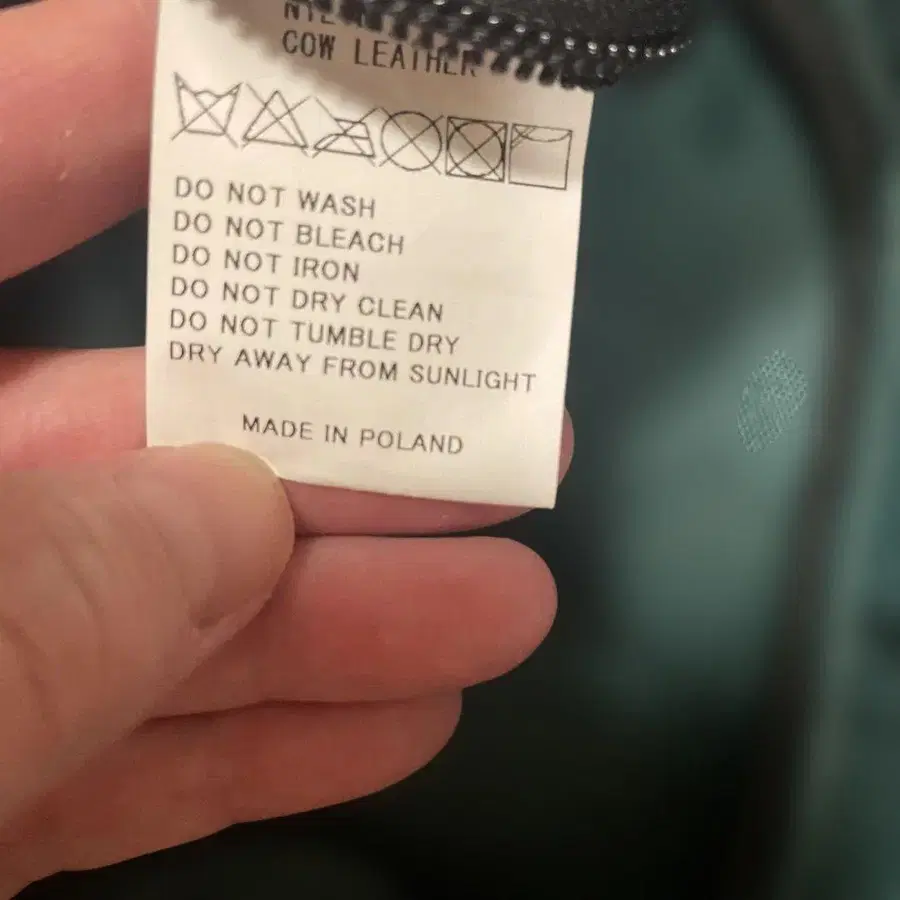 COW LEATHER
DO NOT WASH
DO NOT BLEACH
DO NOT IRON
DO NOT DRY CLEAN
DO NOT TUMBLE DRY
DRY AWAY FROM SUNLIGHT
MADE IN POLAND